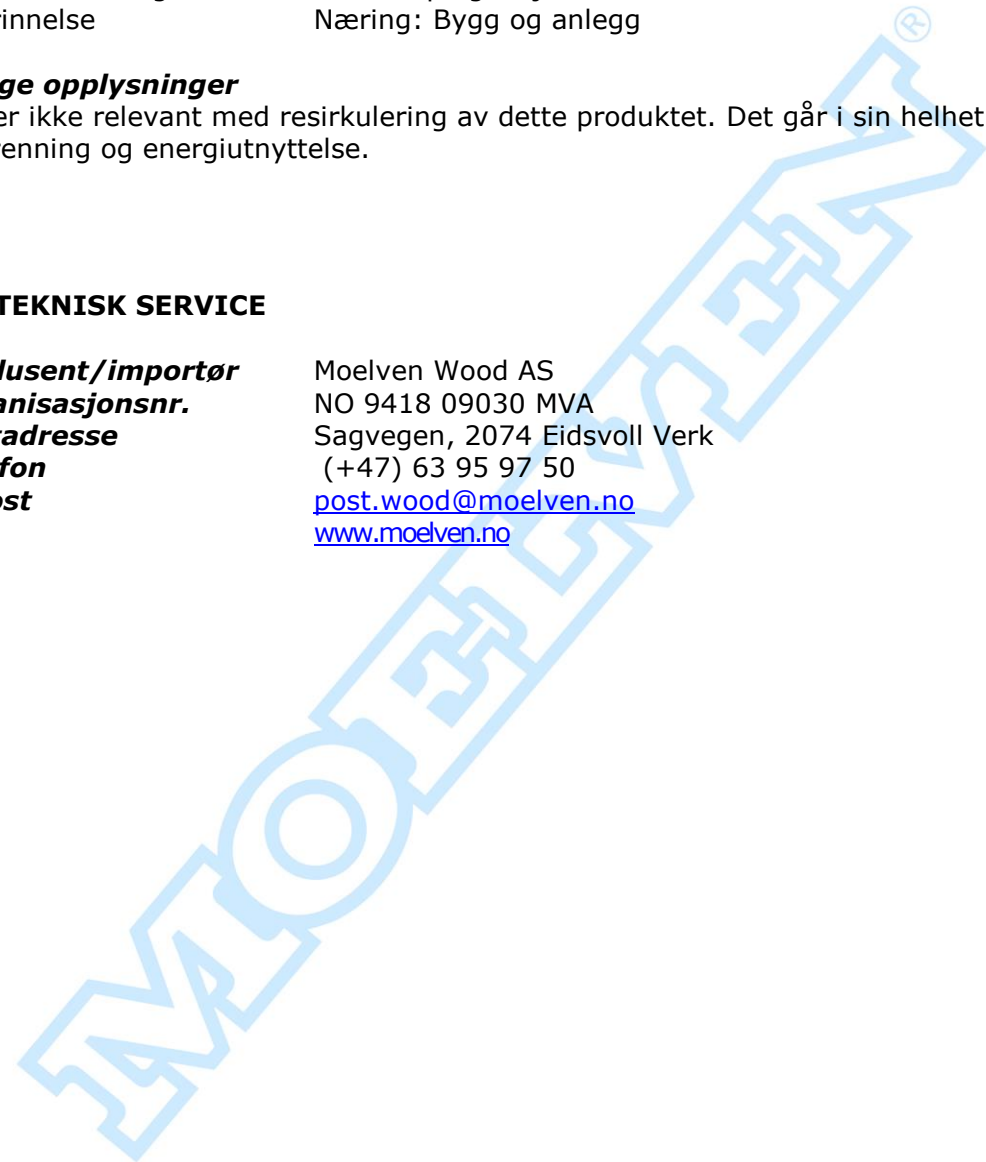 rinnelse Næring: Bygg og anlegg
ge opplysninger
er ikke relevant med resirkulering av dette produktet. Det går i sin helhet
renning og energiutnyttelse.
TEKNISK SERVICE
dusent/importør Moelven Wood AS
anisasjonsnr. NO 9418 09030 MVA
tadresse Sagvegen, 2074 Eidsvoll Verk
fon (+47) 63 95 97 50
ost post.wood@moelven.no
www.moelven.no
MOELVEN®